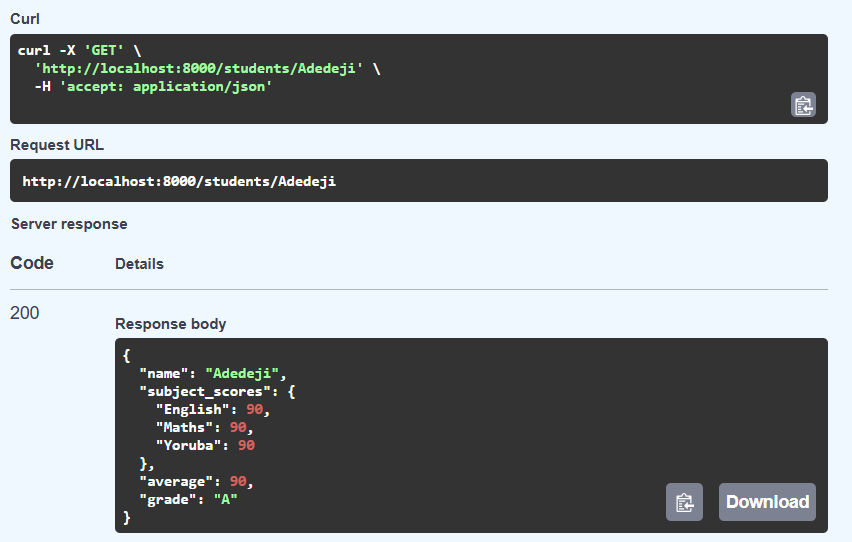 Curl
curl -X 'GET' \
  'http://localhost:8000/students/Adedeji' \
  -H 'accept: application/json'
Request URL
http://localhost:8000/students/Adedeji
Server response
Code Details
200
Response body
{
  "name": "Adedeji",
  "subject_scores": {
    "English": 90,
    "Maths": 90,
    "Yoruba": 90
  },
  "average": 90,
  "grade": "A"
}
Download